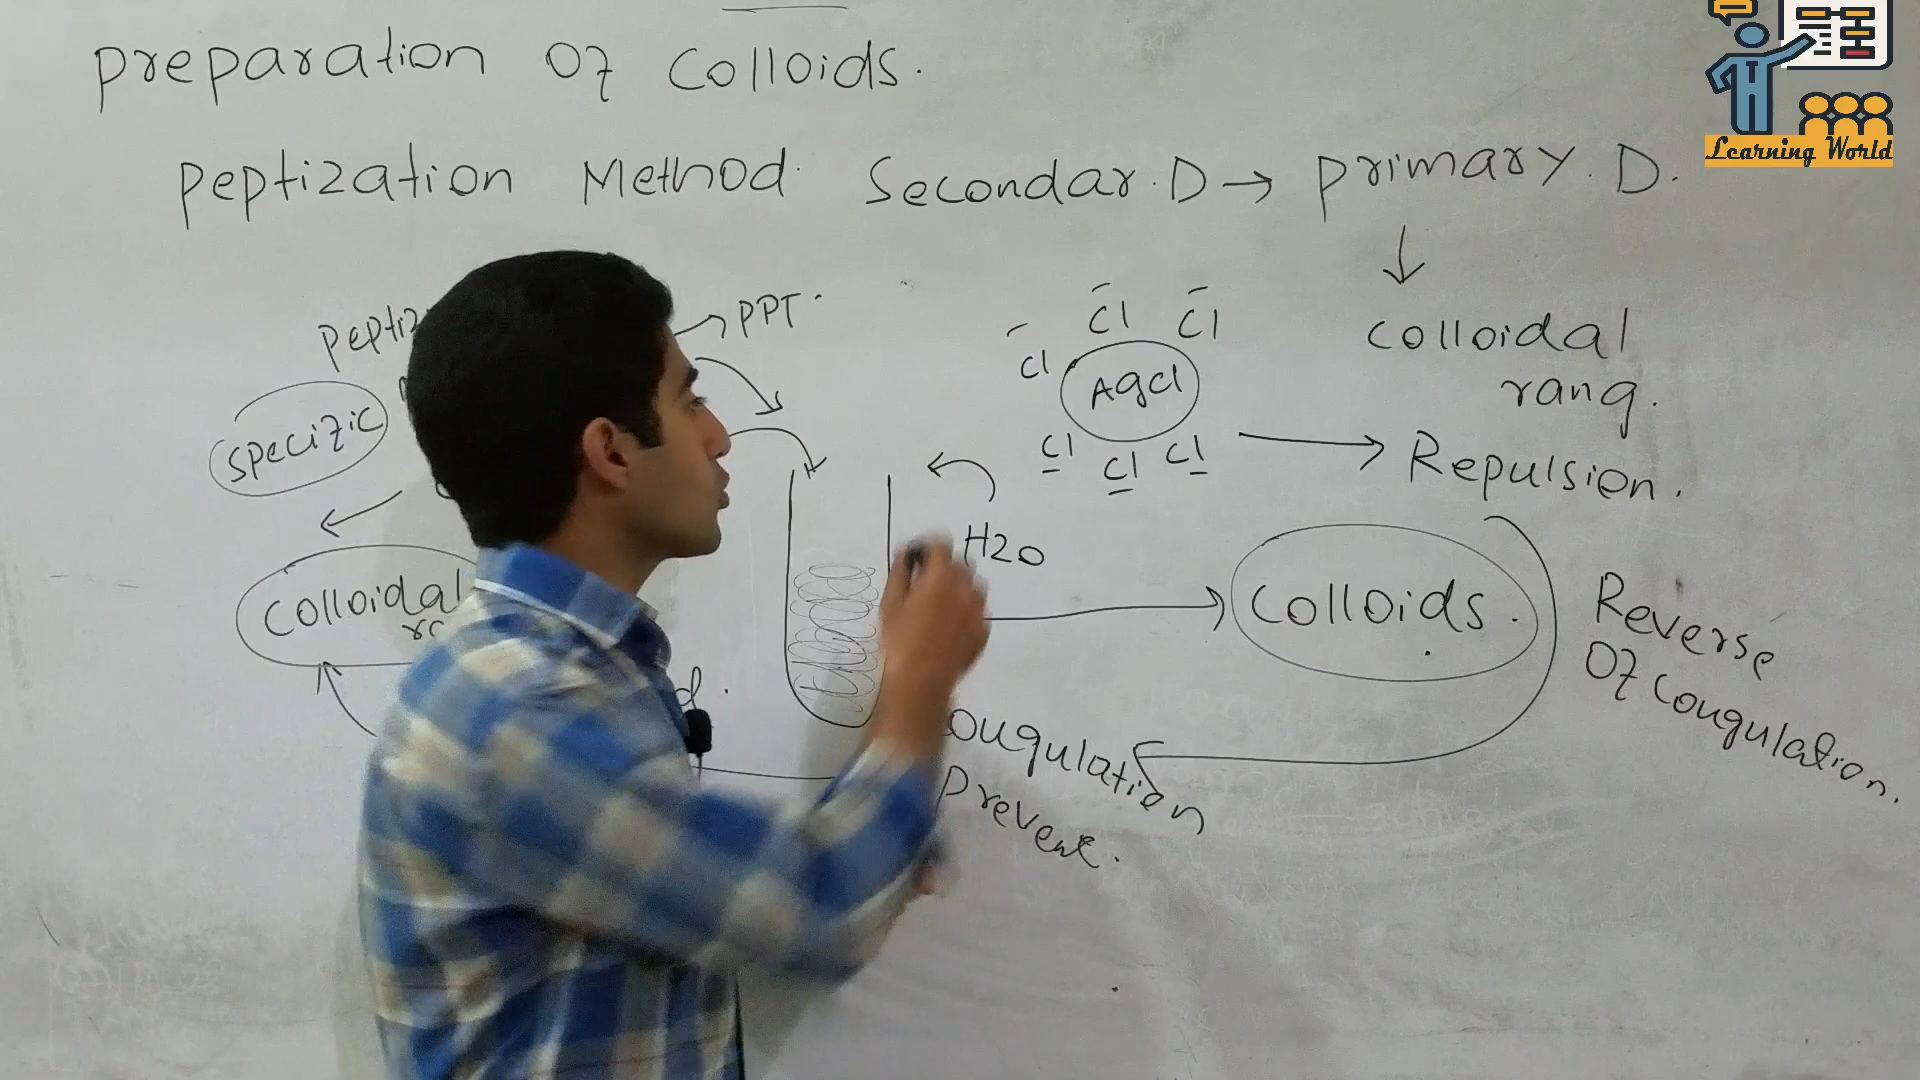 Preparation Of Colloids.
Peptization Method. Secondar.D → Primary.D.
Learning World
PPT.
Cl Cl
Cl
AgCl
Cl Cl Cl
Colloidal
rang.
Repulsion.
Specific
H2O
Colloidal
Colloids.
Reverse
Of Cougulation.
Prevent.